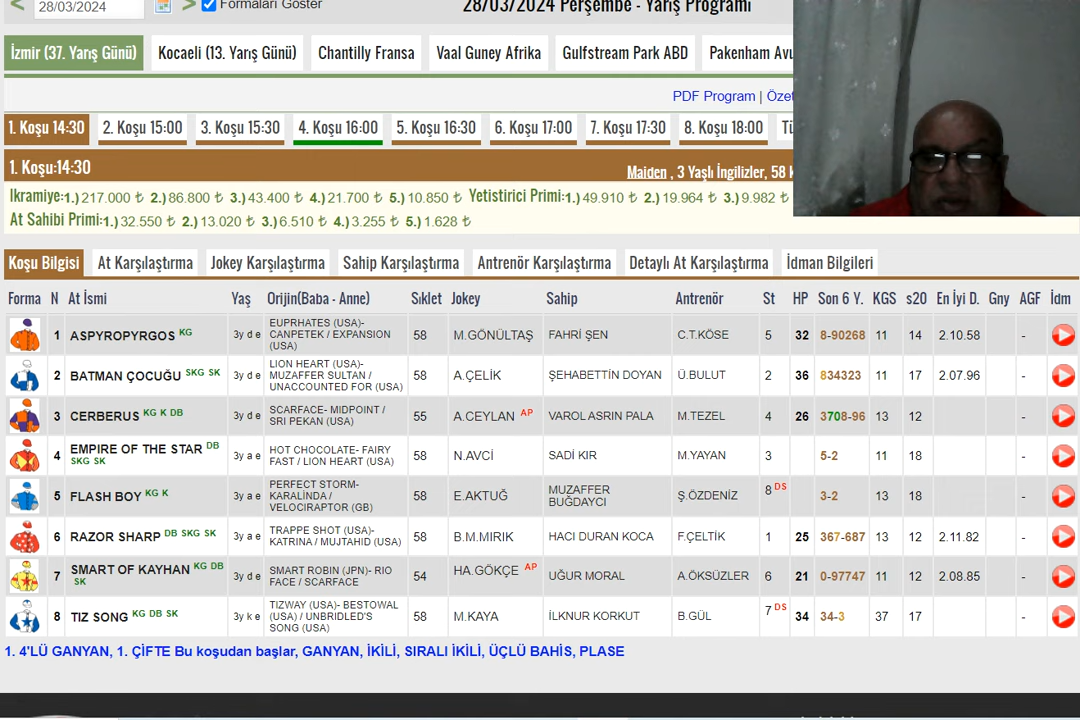 28/03/2024
Formaları Göster
28/03/2024 Perşembe - Yarış Programı
İzmir (37. Yarış Günü) Kocaeli (13. Yarış Günü) Chantilly Fransa Vaal Guney Afrika Gulfstream Park ABD Pakenham Avu
PDF Program | Özet
1. Koşu 14:30 2. Koşu 15:00 3. Koşu 15:30 4. Koşu 16:00 5. Koşu 16:30 6. Koşu 17:00 7. Koşu 17:30 8. Koşu 18:00 Tü
1. Koşu:14:30 Maiden , 3 Yaşlı İngilizler, 58 k
Ikramiye:1.) 217.000 ₺ 2.) 86.800 ₺ 3.) 43.400 ₺ 4.) 21.700 ₺ 5.) 10.850 ₺ Yetistirici Primi:1.) 49.910 ₺ 2.) 19.964 ₺ 3.) 9.982 ₺
At Sahibi Primi:1.) 32.550 ₺ 2.) 13.020 ₺ 3.) 6.510 ₺ 4.) 3.255 ₺ 5.) 1.628 ₺
Koşu Bilgisi At Karşılaştırma Jokey Karşılaştırma Sahip Karşılaştırma Antrenör Karşılaştırma Detaylı At Karşılaştırma İdman Bilgileri
Forma N At İsmi Yaş Orijin(Baba - Anne) Sıklet Jokey Sahip Antrenör St HP Son 6 Y. KGS s20 En İyi D. Gny AGF İdm
1 ASPYROPYRGOS KG 3y d e EUPRHATES (USA)- CANPETEK / EXPANSION (USA) 58 M.GÖNÜLTAŞ FAHRİ ŞEN C.T.KÖSE 5 32 8-90268 11 14 2.10.58 -
2 BATMAN ÇOCUĞU SKG SK 3y d e LION HEART (USA)- MUZAFFER SULTAN / UNACCOUNTED FOR (USA) 58 A.ÇELİK ŞEHABETTİN DOYAN Ü.BULUT 2 36 834323 11 17 2.07.96 -
3 CERBERUS KG K DB 3y d e SCARFACE- MIDPOINT / SRI PEKAN (USA) 55 A.CEYLAN AP VAROL ASRIN PALA M.TEZEL 4 26 3708-96 13 12 -
4 EMPIRE OF THE STAR DB SKG SK 3y a e HOT CHOCOLATE- FAIRY FAST / LION HEART (USA) 58 N.AVCİ SADİ KIR M.YAYAN 3 5-2 11 18 -
5 FLASH BOY KG K 3y a e PERFECT STORM- KARALİNDA / VELOCIRAPTOR (GB) 58 E.AKTUĞ MUZAFFER BUĞDAYCI Ş.ÖZDENİZ 8 DS 3-2 13 18 -
6 RAZOR SHARP DB SKG SK 3y a e TRAPPE SHOT (USA)- KATRINA / MUJTAHID (USA) 58 B.M.MIRIK HACI DURAN KOCA F.ÇELTİK 1 25 367-687 13 12 2.11.82 -
7 SMART OF KAYHAN KG DB SK 3y d e SMART ROBIN (JPN)- RIO FACE / SCARFACE 54 HA.GÖKÇE AP UĞUR MORAL A.ÖKSÜZLER 6 21 0-97747 11 12 2.08.85 -
8 TIZ SONG KG DB SK 3y k e TIZWAY (USA)- BESTOWAL (USA) / UNBRIDLED'S SONG (USA) 58 M.KAYA İLKNUR KORKUT B.GÜL 7 DS 34 34-3 37 17 -
1. 4'LÜ GANYAN, 1. ÇİFTE Bu koşudan başlar, GANYAN, İKİLİ, SIRALI İKİLİ, ÜÇLÜ BAHİS, PLASE